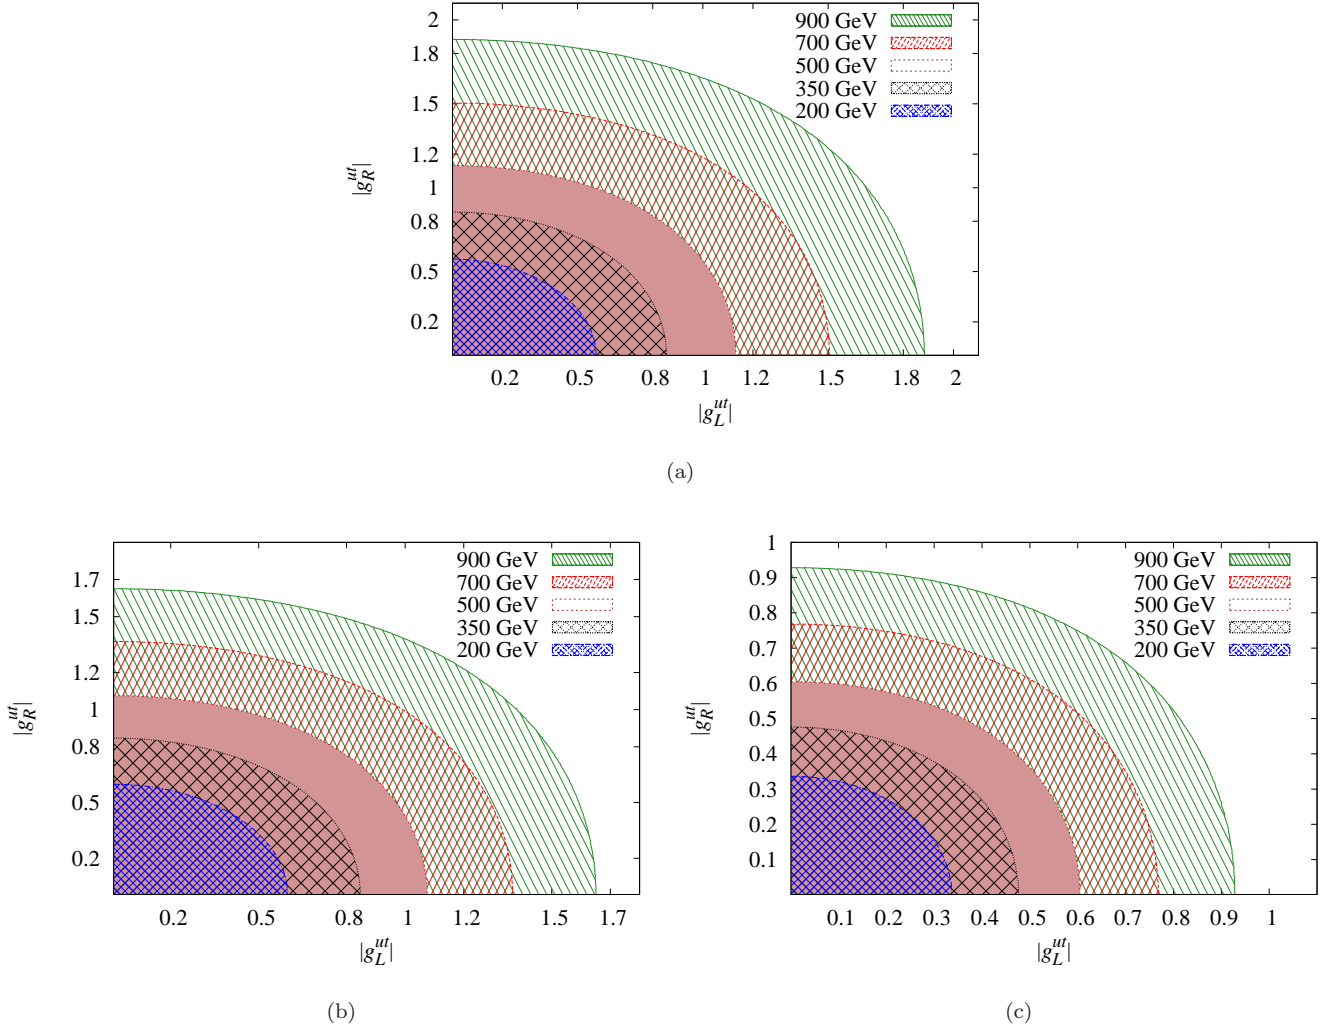 900 GeV
700 GeV
500 GeV
350 GeV
200 GeV
2
1.8
1.5
1.2
1
0.8
0.5
0.2
|g_R^{ut}|
0.2 0.5 0.8 1 1.2 1.5 1.8 2
|g_L^{ut}|
(a)
900 GeV
700 GeV
500 GeV
350 GeV
200 GeV
1.7
1.5
1.2
1
0.8
0.5
0.2
|g_R^{ut}|
0.2 0.5 0.8 1 1.2 1.5 1.7
|g_L^{ut}|
(b)
900 GeV
700 GeV
500 GeV
350 GeV
200 GeV
1
0.9
0.8
0.7
0.6
0.5
0.4
0.3
0.2
0.1
|g_R^{ut}|
0.1 0.2 0.3 0.4 0.5 0.6 0.7 0.8 0.9 1
|g_L^{ut}|
(c)